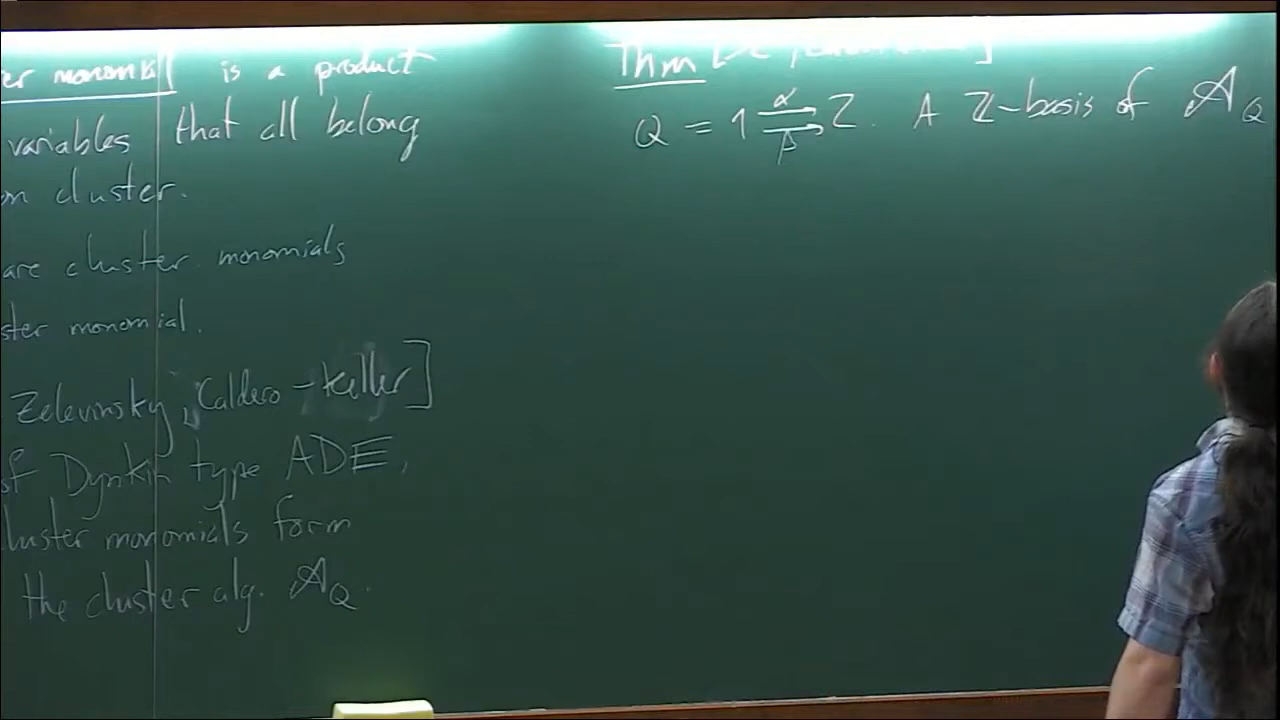 er monomial is a product
variables that all belong
on cluster.
are cluster monomials
ster monomial.
Zelevinsky, Caldero-Keller]
of Dynkin type ADE,
luster monomials form
the cluster alg. 𝒜_Q.
Thm [
Q = 1 ⇉ 2. A ℤ-basis of 𝒜_Q
α
β